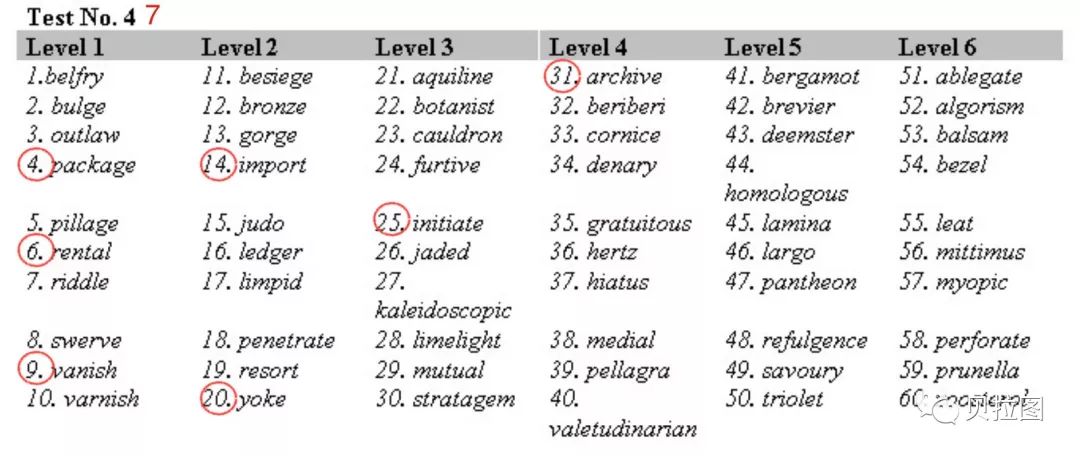 Test No. 4 7
Level 1 Level 2 Level 3 Level 4 Level 5 Level 6
1.belfry 11. besiege 21. aquiline 31. archive 41. bergamot 51. ablegate
2. bulge 12. bronze 22. botanist 32. beriberi 42. brevier 52. algorism
3. outlaw 13. gorge 23. cauldron 33. cornice 43. deemster 53. balsam
4. package 14. import 24. furtive 34. denary 44. 54. bezel
homologous
5. pillage 15. judo 25. initiate 35. gratuitous 45. lamina 55. leat
6. rental 16. ledger 26. jaded 36. hertz 46. largo 56. mittimus
7. riddle 17. limpid 27. 37. hiatus 47. pantheon 57. myopic
kaleidoscopic
8. swerve 18. penetrate 28. limelight 38. medial 48. refulgence 58. perforate
9. vanish 19. resort 29. mutual 39. pellagra 49. savoury 59. prunella
10. varnish 20. yoke 30. stratagem 40. 50. triolet 60.
valetudinarian
贝拉图